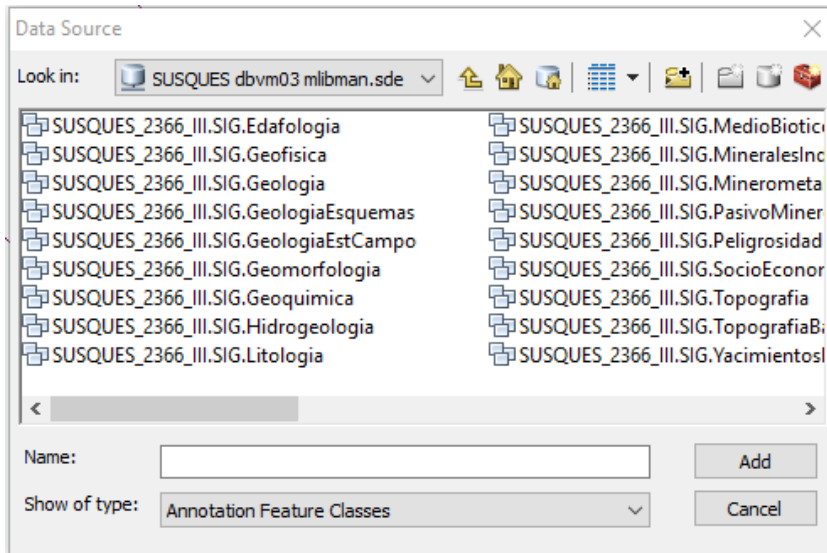 Data Source
Look in: SUSQUES dbvm03 mlibman.sde
SUSQUES_2366_III.SIG.Edafologia
SUSQUES_2366_III.SIG.Geofisica
SUSQUES_2366_III.SIG.Geologia
SUSQUES_2366_III.SIG.GeologiaEsquemas
SUSQUES_2366_III.SIG.GeologiaEstCampo
SUSQUES_2366_III.SIG.Geomorfologia
SUSQUES_2366_III.SIG.Geoquimica
SUSQUES_2366_III.SIG.Hidrogeologia
SUSQUES_2366_III.SIG.Litologia
SUSQUES_2366_III.SIG.MedioBiotic
SUSQUES_2366_III.SIG.MineralesInd
SUSQUES_2366_III.SIG.Minerometa
SUSQUES_2366_III.SIG.PasivoMiner
SUSQUES_2366_III.SIG.Peligrosidad
SUSQUES_2366_III.SIG.SocioEconor
SUSQUES_2366_III.SIG.Topografia
SUSQUES_2366_III.SIG.TopografiaBa
SUSQUES_2366_III.SIG.Yacimientos
Name: Add
Show of type: Annotation Feature Classes Cancel